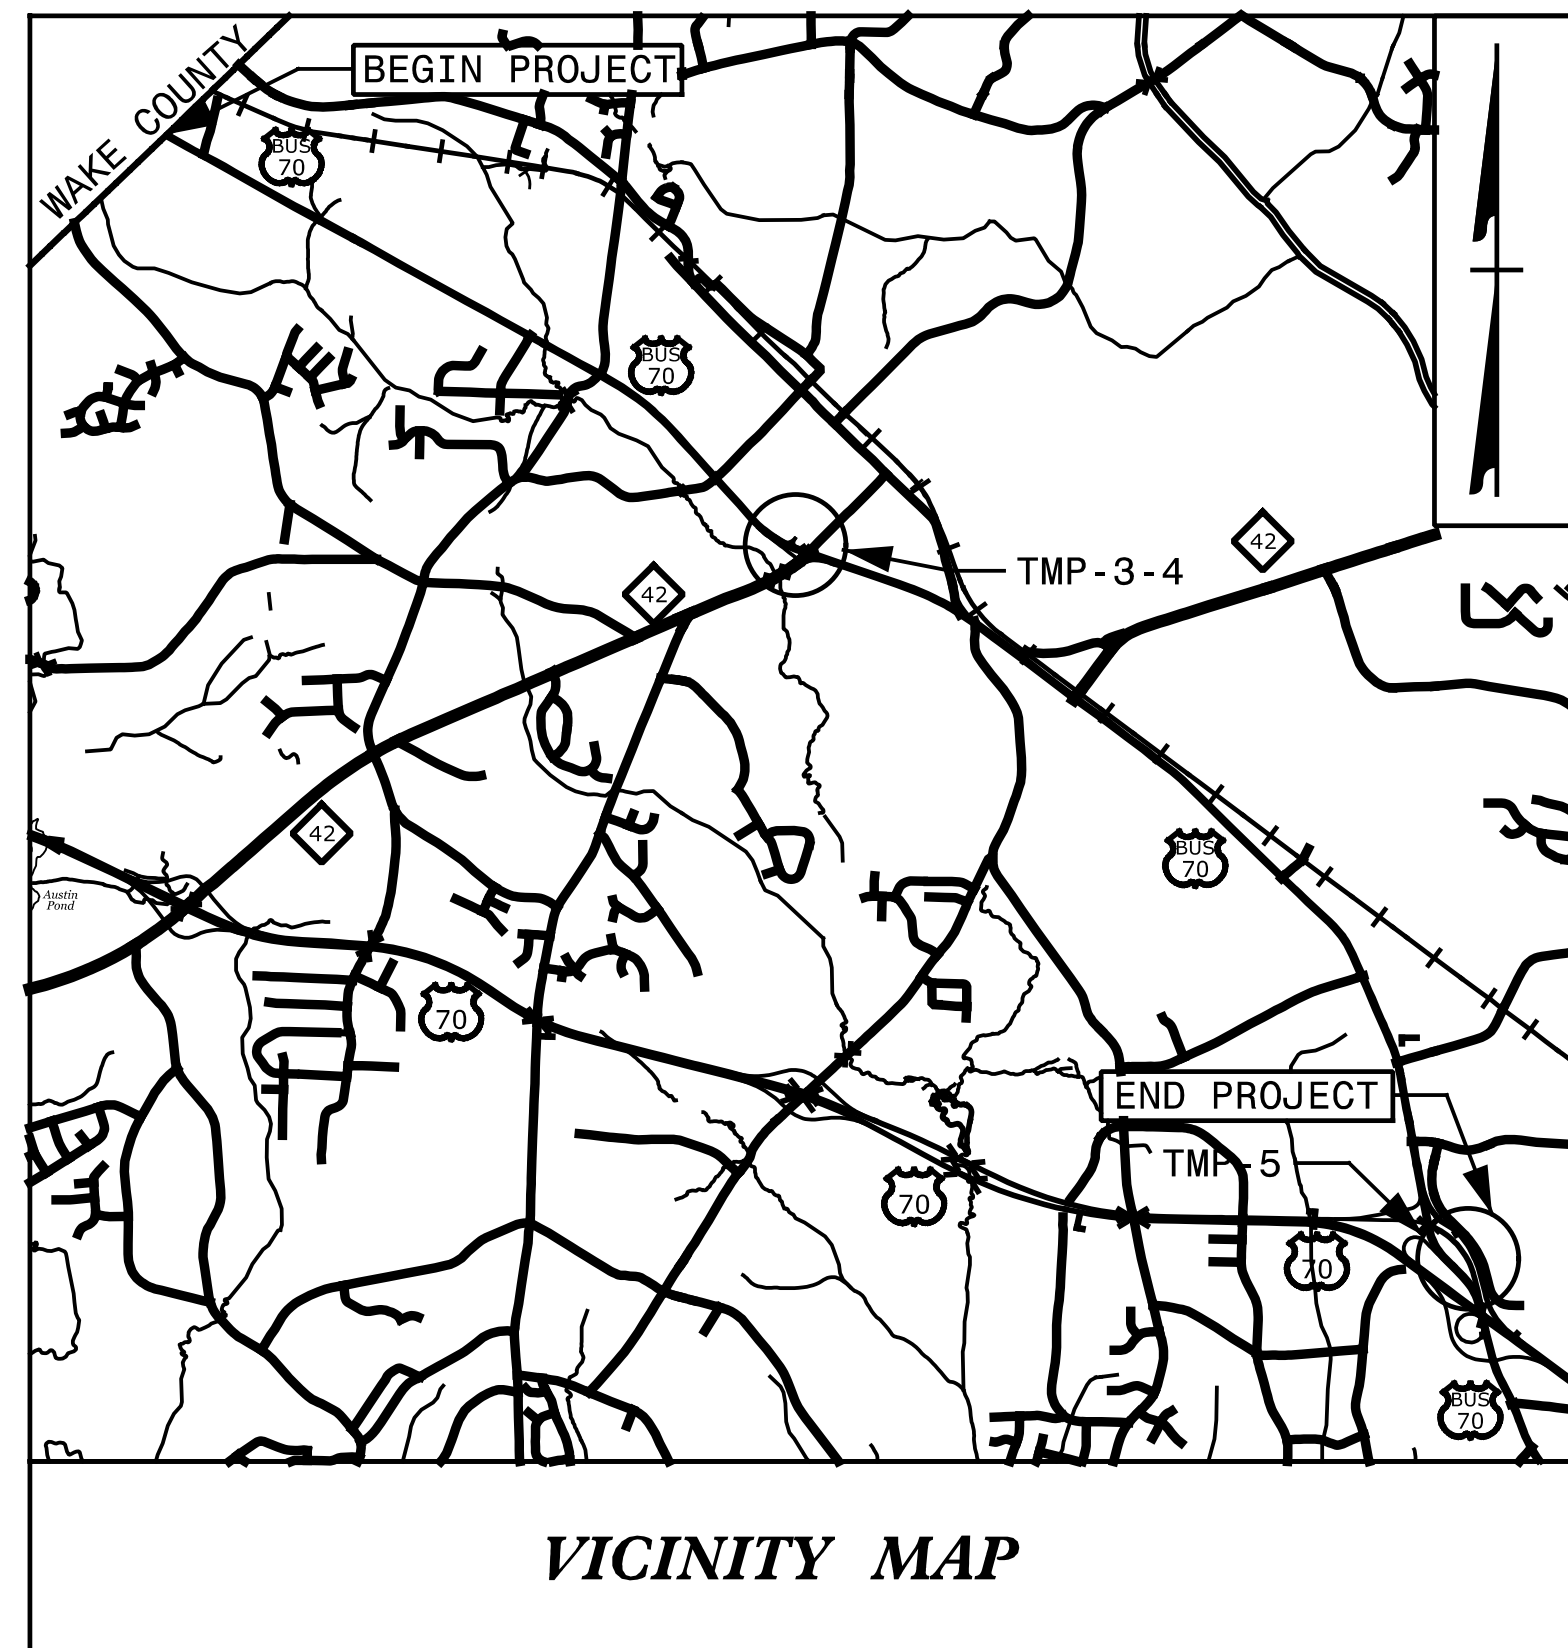 WAKE COUNTY
BEGIN PROJECT
BUS
70
BUS
70
42
TMP-3-4
42
42
BUS
70
Austin
Pond
70
END PROJECT
TMP-5
70
70
BUS
70
VICINITY MAP